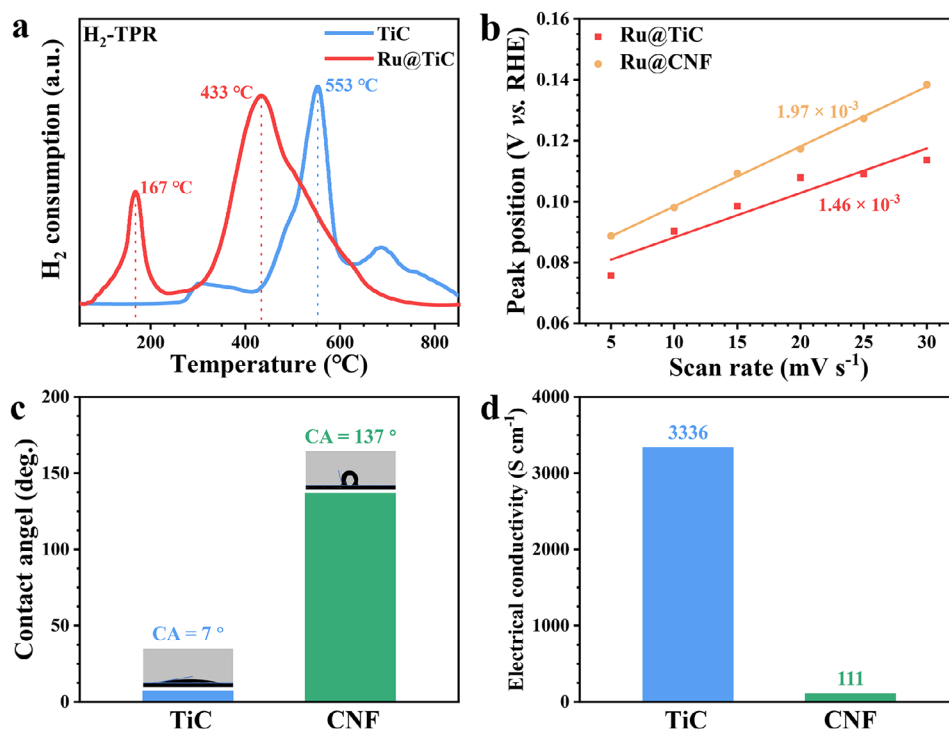 a
H₂-TPR
TiC
Ru@TiC
433 ℃
553 ℃
167 ℃
H₂ consumption (a.u.)
200
400
600
800
Temperature (℃)
b
Ru@TiC
Ru@CNF
1.97 × 10⁻³
1.46 × 10⁻³
Peak position (V vs. RHE)
0.16
0.14
0.12
0.10
0.08
0.06
5
10
15
20
25
30
Scan rate (mV s⁻¹)
c
200
150
100
50
0
Contact angel (deg.)
CA = 137 °
CA = 7 °
TiC
CNF
d
4000
3000
2000
1000
0
Electrical conductivity (S cm⁻¹)
3336
111
TiC
CNF